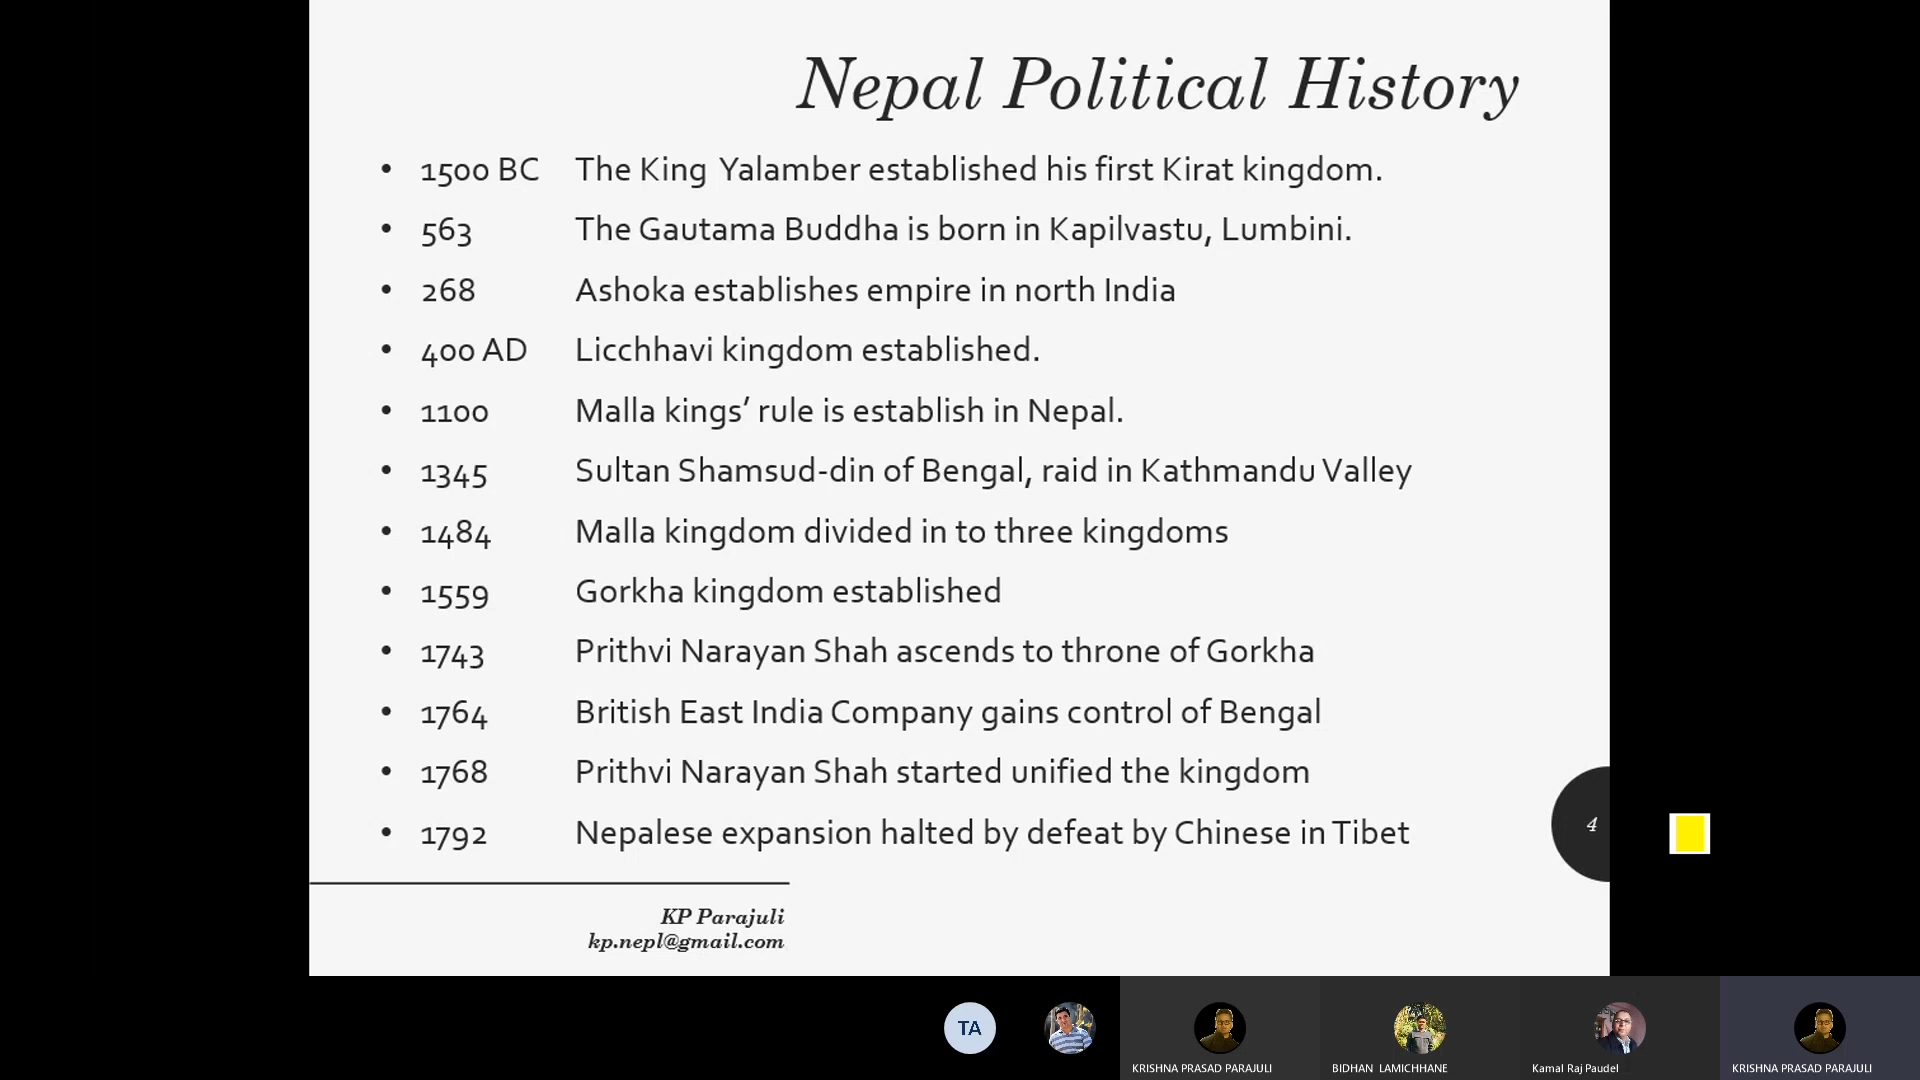 Nepal Political History
• 1500 BC The King Yalamber established his first Kirat kingdom.
• 563 The Gautama Buddha is born in Kapilvastu, Lumbini.
• 268 Ashoka establishes empire in north India
• 400 AD Licchhavi kingdom established.
• 1100 Malla kings’ rule is establish in Nepal.
• 1345 Sultan Shamsud-din of Bengal, raid in Kathmandu Valley
• 1484 Malla kingdom divided in to three kingdoms
• 1559 Gorkha kingdom established
• 1743 Prithvi Narayan Shah ascends to throne of Gorkha
• 1764 British East India Company gains control of Bengal
• 1768 Prithvi Narayan Shah started unified the kingdom
• 1792 Nepalese expansion halted by defeat by Chinese in Tibet
4
KP Parajuli
kp.nepl@gmail.com
TA
KRISHNA PRASAD PARAJULI
BIDHAN LAMICHHANE
Kamal Raj Paudel
KRISHNA PRASAD PARAJULI